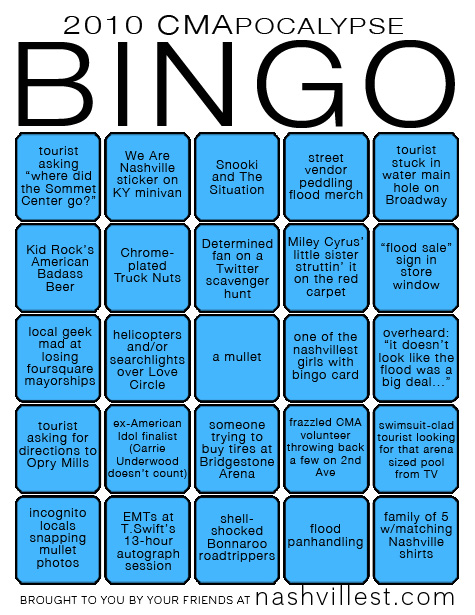 2010 CMAPOCALYPSE
BINGO
tourist
asking
“where did
the Sommet
Center go?”
We Are
Nashville
sticker on
KY minivan
Snooki
and The
Situation
street
vendor
peddling
flood merch
tourist
stuck in
water main
hole on
Broadway
Kid Rock’s
American
Badass
Beer
Chrome-
plated
Truck Nuts
Determined
fan on a
Twitter
scavenger
hunt
Miley Cyrus’
little sister
struttin’ it
on the red
carpet
“flood sale”
sign in
store
window
local geek
mad at
losing
foursquare
mayorships
helicopters
and/or
searchlights
over Love
Circle
a mullet
one of the
nashvillest
girls with
bingo card
overheard:
“it doesn’t
look like the
flood was a
big deal...”
tourist
asking for
directions to
Opry Mills
ex-American
Idol finalist
(Carrie
Underwood
doesn’t count)
someone
trying to
buy tires at
Bridgestone
Arena
frazzled CMA
volunteer
throwing back
a few on 2nd
Ave
swimsuit-clad
tourist looking
for that arena
sized pool
from TV
incognito
locals
snapping
mullet
photos
EMTs at
T.Swift’s
13-hour
autograph
session
shell-
shocked
Bonnaroo
roadtrippers
flood
panhandling
family of 5
w/matching
Nashville
shirts
BROUGHT TO YOU BY YOUR FRIENDS AT nashvillest.com